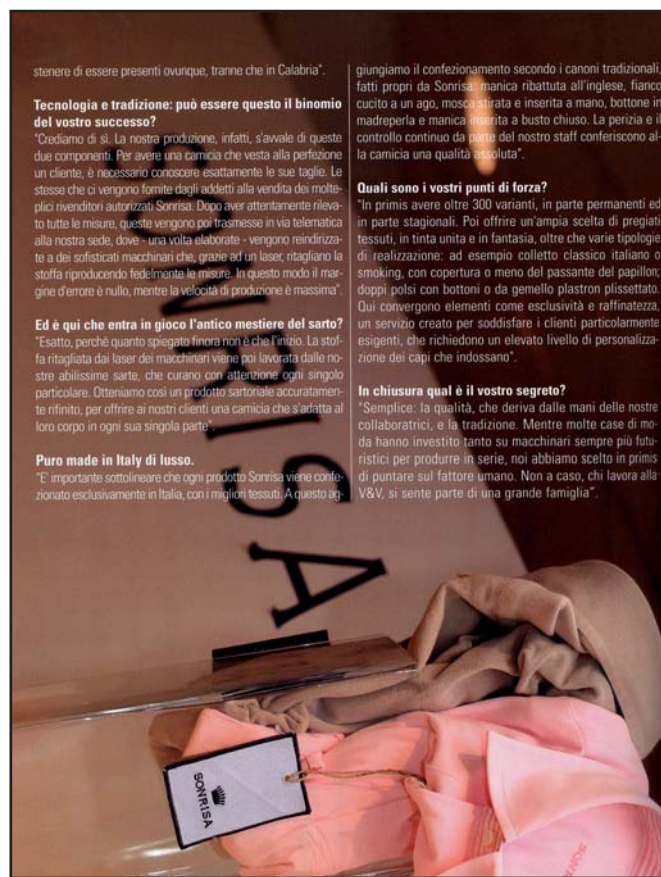 stenere di essere presenti ovunque, tranne che in Calabria".
Tecnologia e tradizione: può essere questo il binomio
del vostro successo?
"Crediamo di sì. La nostra produzione, infatti, s'avvale di queste
due componenti. Per avere una camicia che vesta alla perfezione
un cliente, è necessario conoscere esattamente le sue taglie. Le
stesse che ci vengono fornite dagli addetti alla vendita dei molte-
plici rivenditori autorizzati Sonrisa. Dopo aver attentamente rileva-
to tutte le misure, queste vengono poi trasmesse in via telematica
alla nostra sede, dove - una volta elaborate - vengono reindirizza-
te a dei sofisticati macchinari che, grazie ad un laser, ritagliano la
stoffa riproducendo fedelmente le misure. In questo modo il mar-
gine d'errore è nullo, mentre la velocità di produzione è massima".
Ed è qui che entra in gioco l'antico mestiere del sarto?
"Esatto, perché quanto spiegato finora non è che l'inizio. La stof-
fa ritagliata dai laser dei macchinari viene poi lavorata dalle no-
stre abilissime sarte, che curano con attenzione ogni singolo
particolare. Otteniamo così un prodotto sartoriale accuratamen-
te rifinito, per offrire ai nostri clienti una camicia che s'adatta al
loro corpo in ogni sua singola parte".
Puro made in Italy di lusso.
"E' importante sottolineare che ogni prodotto Sonrisa viene confe-
zionato esclusivamente in Italia, con i migliori tessuti. A questo ag-
giungiamo il confezionamento secondo i canoni tradizionali,
fatti propri da Sonrisa: manica ribattuta all'inglese, fianco
cucito a un ago, mosca stirata e inserita a mano, bottone in
madreperla e manica inserita a busto chiuso. La perizia e il
controllo continuo da parte del nostro staff conferiscono al-
la camicia una qualità assoluta".
Quali sono i vostri punti di forza?
"In primis avere oltre 300 varianti, in parte permanenti ed
in parte stagionali. Poi offrire un'ampia scelta di pregiati
tessuti, in tinta unita e in fantasia, oltre che varie tipologie
di realizzazione: ad esempio colletto classico italiano o
smoking, con copertura o meno del passante del papillon;
doppi polsi con bottoni o da gemello plastron plissettato.
Qui convergono elementi come esclusività e raffinatezza,
un servizio creato per soddisfare i clienti particolarmente
esigenti, che richiedono un elevato livello di personalizza-
zione dei capi che indossano".
In chiusura qual è il vostro segreto?
"Semplice: la qualità, che deriva dalle mani delle nostre
collaboratrici, e la tradizione. Mentre molte case di mo-
da hanno investito tanto su macchinari sempre più futu-
ristici per produrre in serie, noi abbiamo scelto in primis
di puntare sul fattore umano. Non a caso, chi lavora alla
V&V, si sente parte di una grande famiglia".
SONRISA
SONRISA